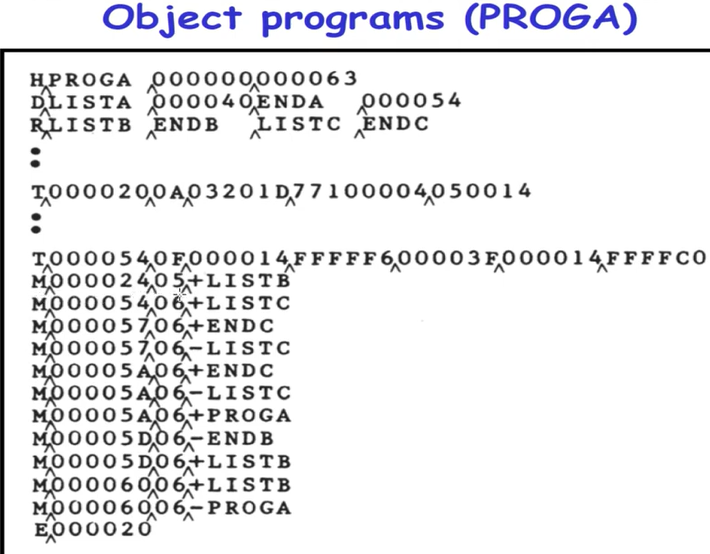 Object programs (PROGA)
H^PROGA ^000000^000063
D^LISTA ^000040^ENDA ^000054
R^LISTB ^ENDB ^LISTC ^ENDC
:
T^000020^0A^03201D^77100004^050014
:
T^000054^0F^000014^FFFFF6^00003F^000014^FFFFC0
M^000024^05^+LISTB
M^000054^06^+LISTC
M^000057^06^+ENDC
M^000057^06^-LISTC
M^00005A^06^+ENDC
M^00005A^06^-LISTC
M^00005A^06^+PROGA
M^00005D^06^-ENDB
M^00005D^06^+LISTB
M^000060^06^+LISTB
M^000060^06^-PROGA
E^000020